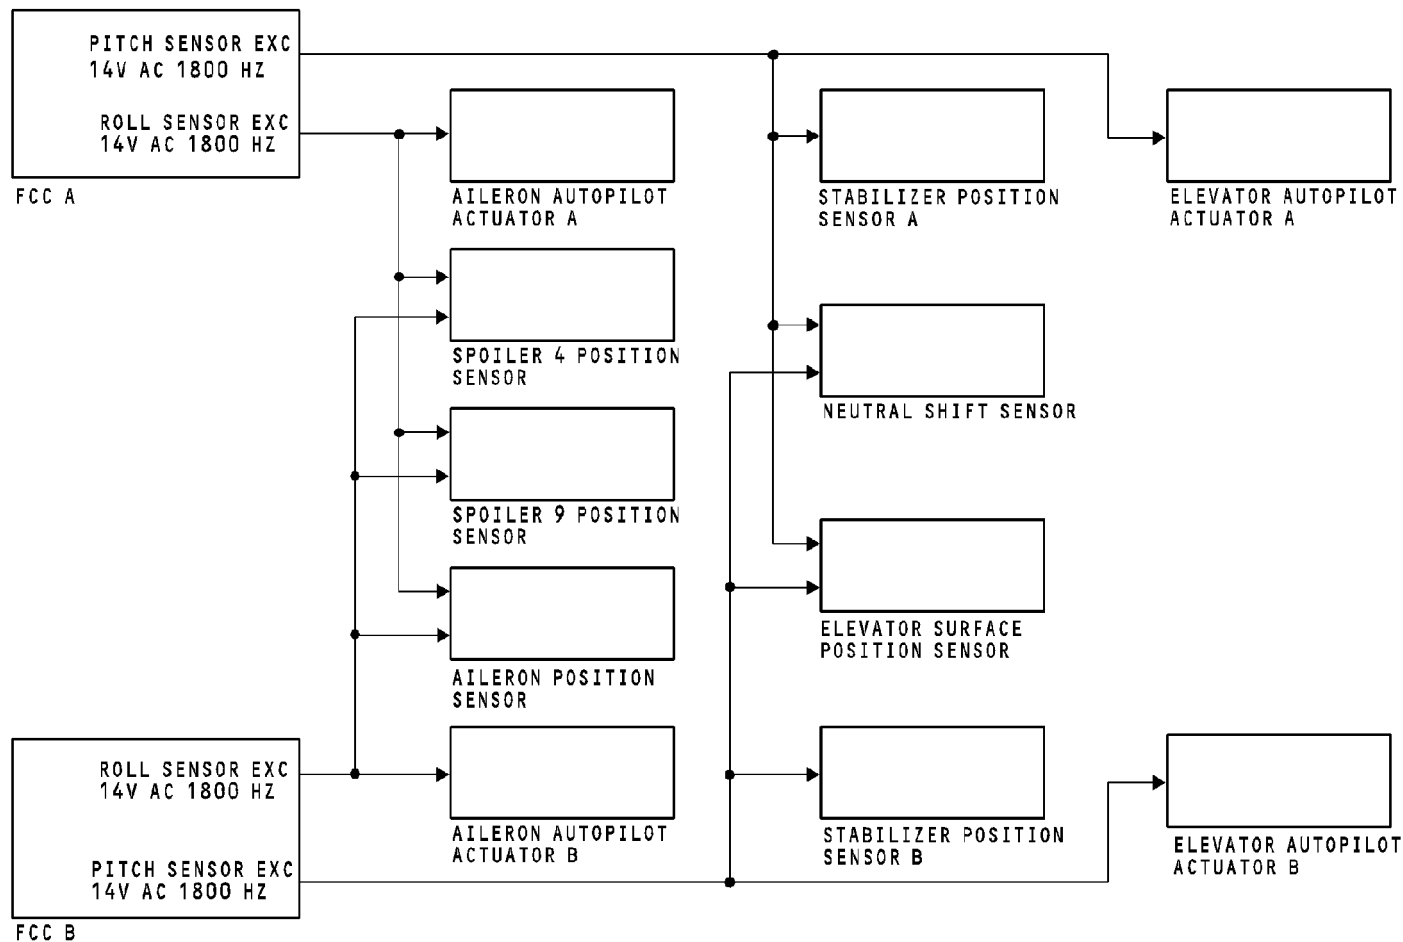 PITCH SENSOR EXC
14V AC 1800 HZ
ROLL SENSOR EXC
14V AC 1800 HZ
FCC A
AILERON AUTOPILOT
ACTUATOR A
STABILIZER POSITION
SENSOR A
ELEVATOR AUTOPILOT
ACTUATOR A
SPOILER 4 POSITION
SENSOR
NEUTRAL SHIFT SENSOR
SPOILER 9 POSITION
SENSOR
ELEVATOR SURFACE
POSITION SENSOR
AILERON POSITION
SENSOR
ROLL SENSOR EXC
14V AC 1800 HZ
PITCH SENSOR EXC
14V AC 1800 HZ
FCC B
AILERON AUTOPILOT
ACTUATOR B
STABILIZER POSITION
SENSOR B
ELEVATOR AUTOPILOT
ACTUATOR B